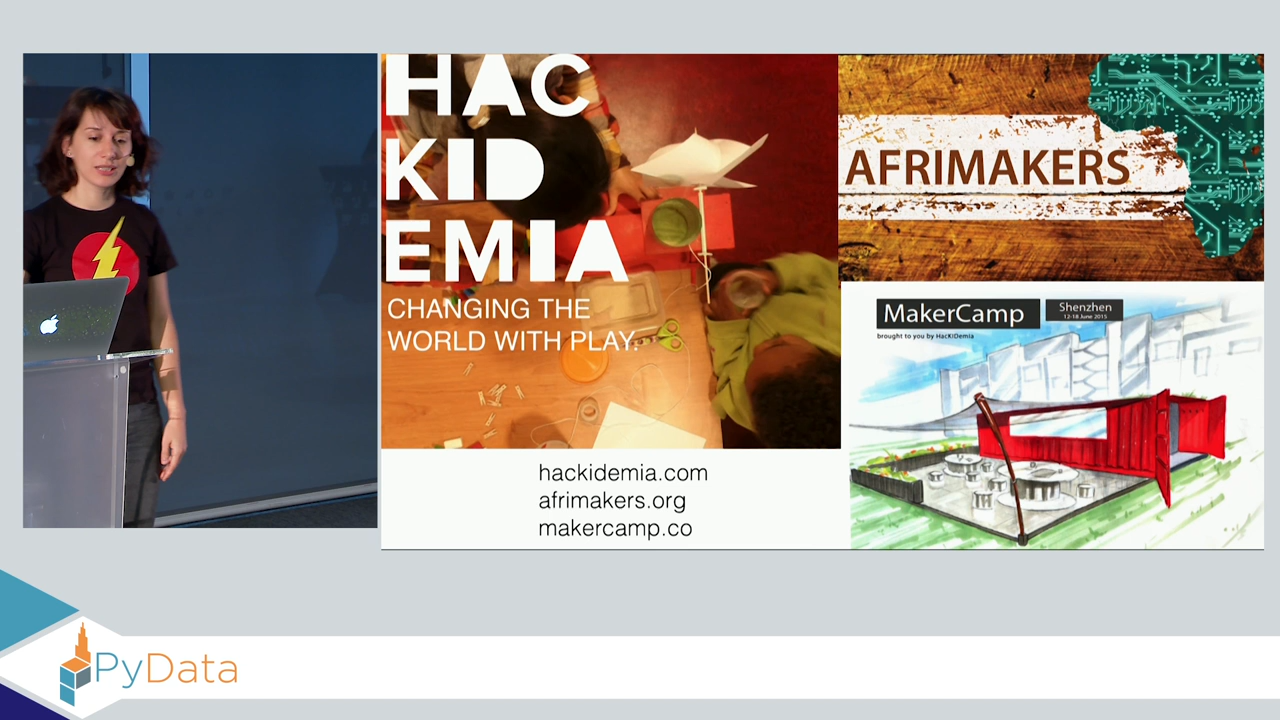 HAC
KID
EMIA
CHANGING THE
WORLD WITH PLAY.
hackidemia.com
afrimakers.org
makercamp.co
AFRIMAKERS
MakerCamp
Shenzhen
12-18 June 2015
brought to you by HacKIDemia
PyData